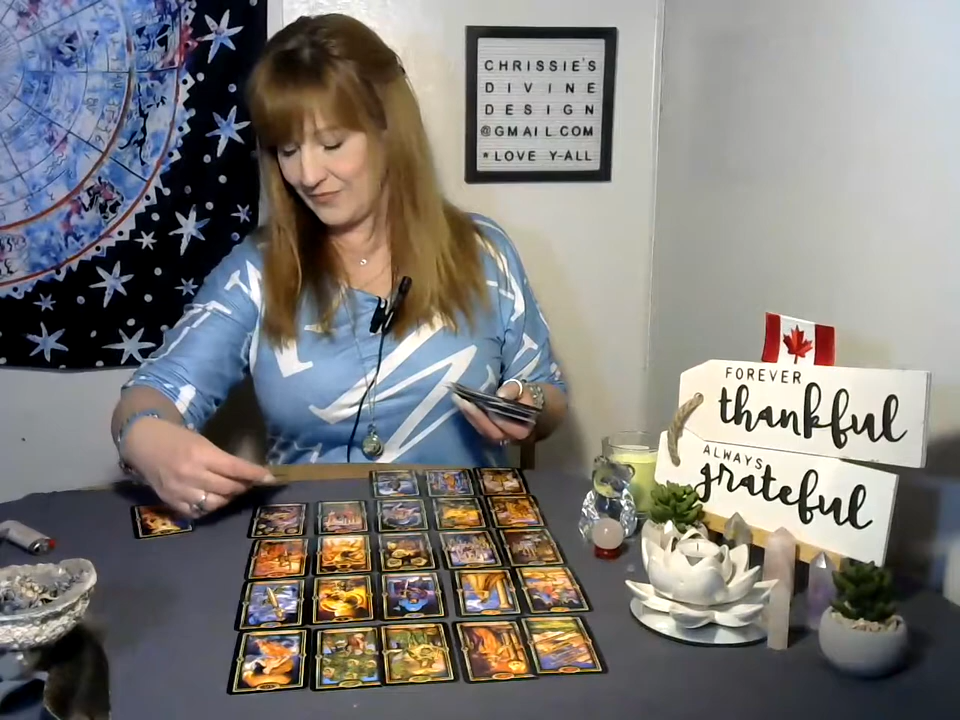 CHRISSIE'S
DIVINE
DESIGN
@GMAIL.COM
*LOVE Y-ALL
FOREVER
thankful
ALWAYS
grateful